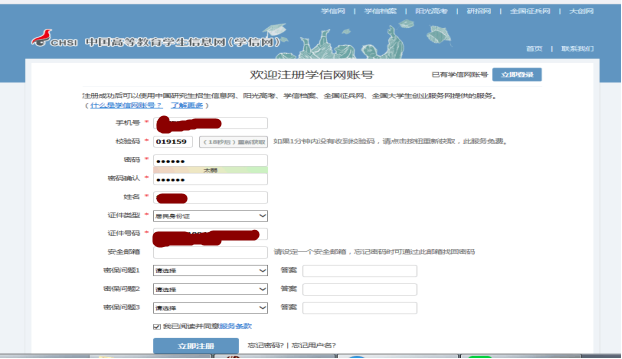 学信网 | 学信档案 | 阳光高考 | 研招网 | 全国征兵网 | 大创网
CHSI 中国高等教育学生信息网(学信网)
首页 | 联系我们
欢迎注册学信网账号
已有学信网账号 立即登录
注册成功后可以使用中国研究生招生信息网、阳光高考、学信档案、全国征兵网、全国大学生创业服务网提供的服务。
(什么是学信网账号? 了解更多)
手机号 *
校验码 * 019159 (18秒后)重新获取 如果1分钟内没有收到校验码,请点击按钮重新获取,此服务免费。
密码 * ••••••
太弱
密码确认 * ••••••
姓名 *
证件类型 * 居民身份证
证件号码 *
安全邮箱 请设定一个安全邮箱,忘记密码时可通过此邮箱找回密码
密保问题1 请选择 答案
密保问题2 请选择 答案
密保问题3 请选择 答案
我已阅读并同意服务条款
立即注册 忘记密码? | 忘记用户名?